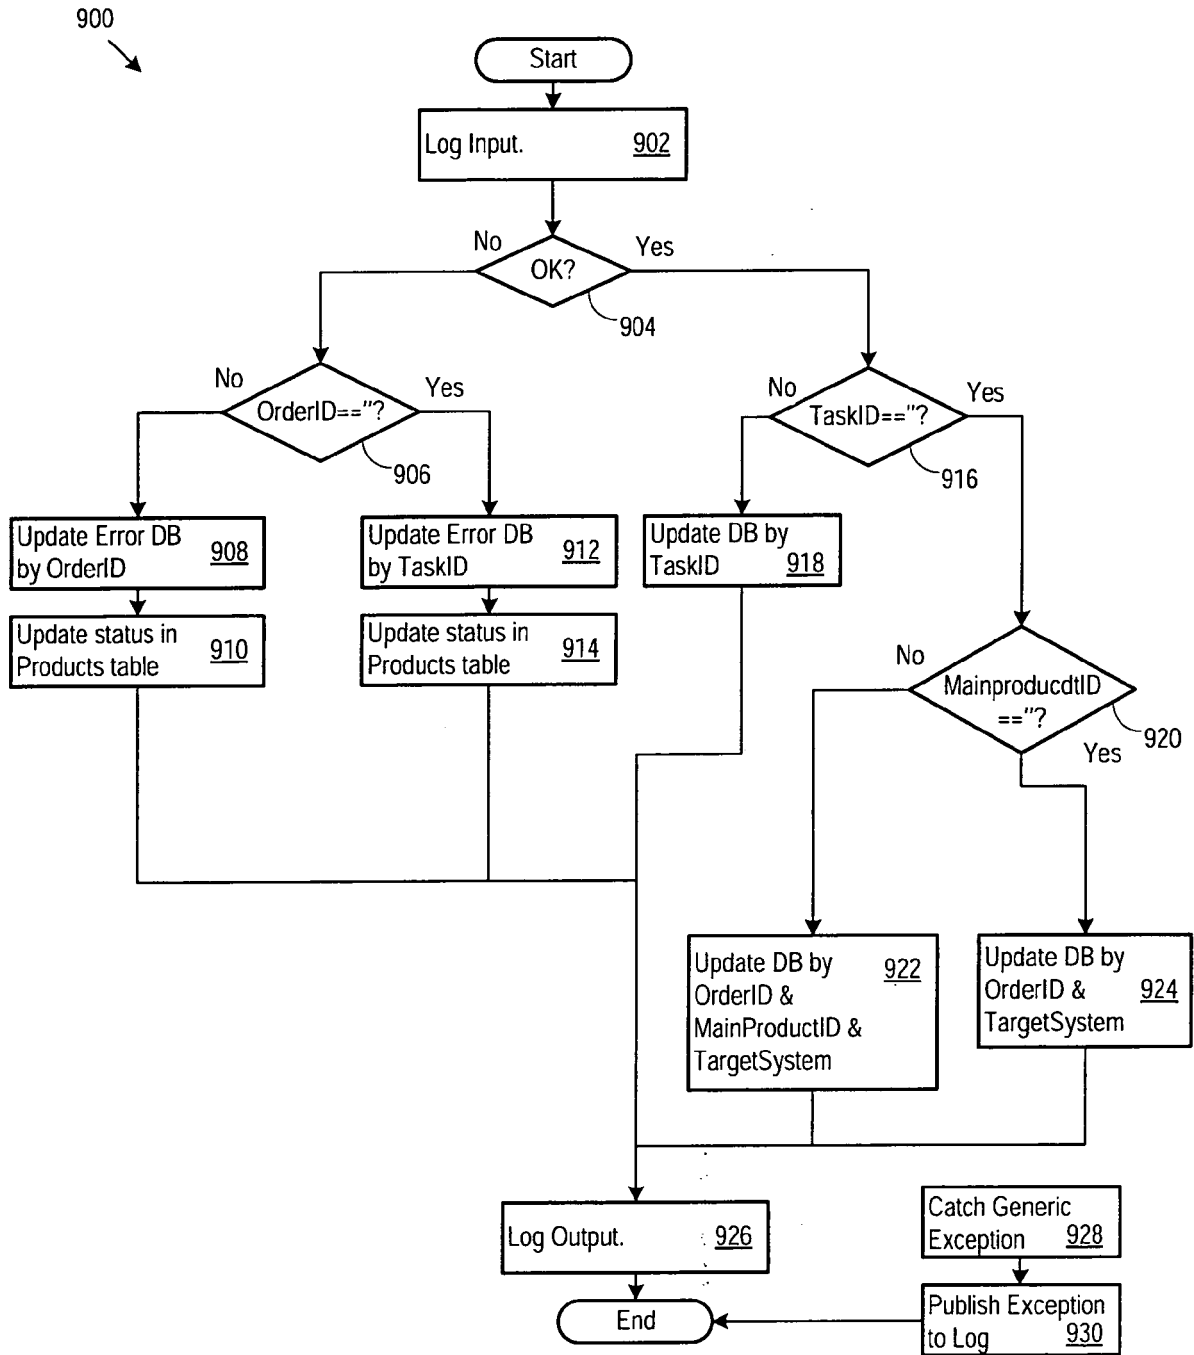 900
Start
Log Input. 902
No
Yes
OK?
904
No
Yes
OrderID=="?
906
No
Yes
TaskID=="?
916
Update Error DB
by OrderID
908
Update Error DB
by TaskID
912
Update DB by
TaskID
918
Update status in
Products table
910
Update status in
Products table
914
No
MainproducdtID
=="?
920
Yes
Update DB by
OrderID &
MainProductID &
TargetSystem
922
Update DB by
OrderID &
TargetSystem
924
Log Output. 926
Catch Generic
Exception
928
End
Publish Exception
to Log
930